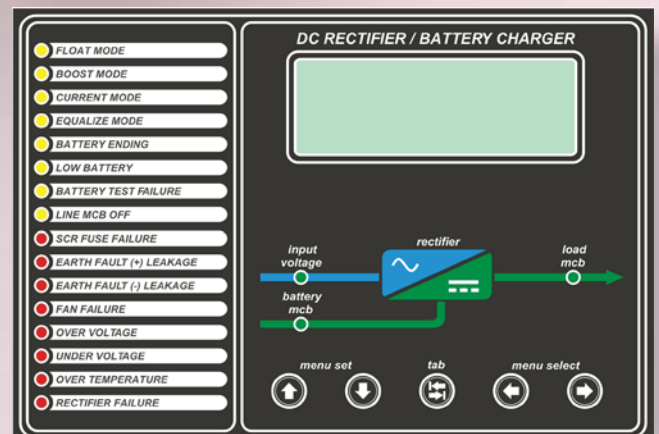 FLOAT MODE
BOOST MODE
CURRENT MODE
EQUALIZE MODE
BATTERY ENDING
LOW BATTERY
BATTERY TEST FAILURE
LINE MCB OFF
SCR FUSE FAILURE
EARTH FAULT (+) LEAKAGE
EARTH FAULT (-) LEAKAGE
FAN FAILURE
OVER VOLTAGE
UNDER VOLTAGE
OVER TEMPERATURE
RECTIFIER FAILURE
DC RECTIFIER / BATTERY CHARGER
input
voltage
rectifier
load
mcb
battery
mcb
menu set
tab
menu select